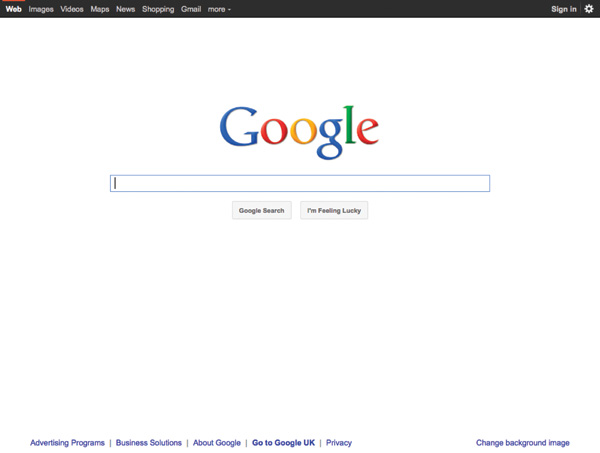 Web Images Videos Maps News Shopping Gmail more Sign in
Google
Google Search I'm Feeling Lucky
Advertising Programs | Business Solutions | About Google | Go to Google UK | Privacy Change background image